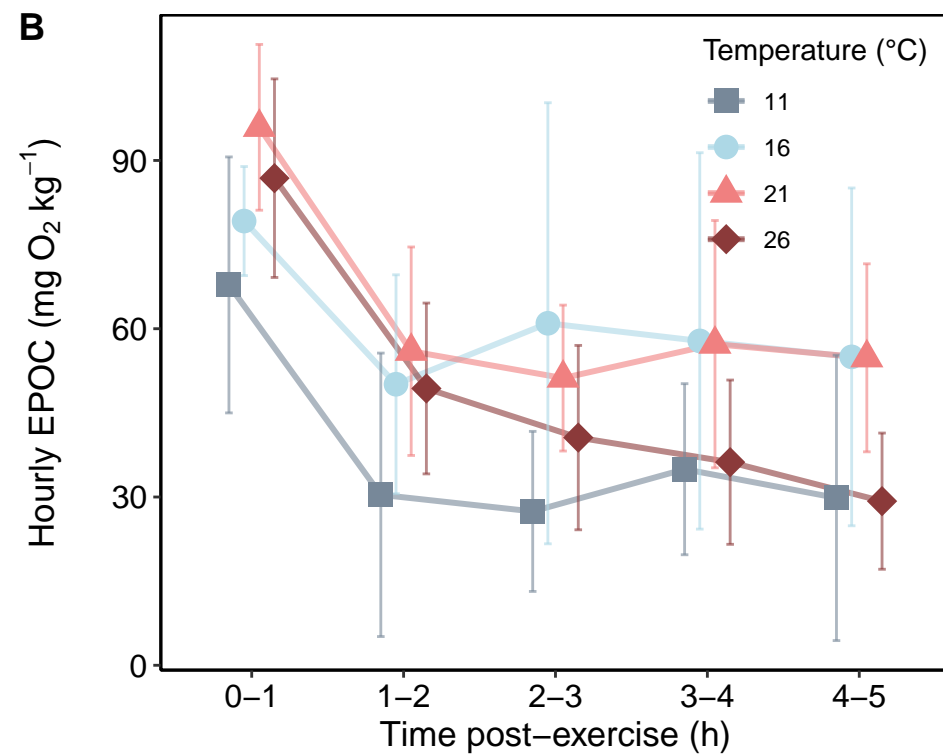 B
Temperature (°C)
11
16
21
26
Hourly EPOC (mg O₂ kg⁻¹)
90
60
30
0
0–1 1–2 2–3 3–4 4–5
Time post–exercise (h)